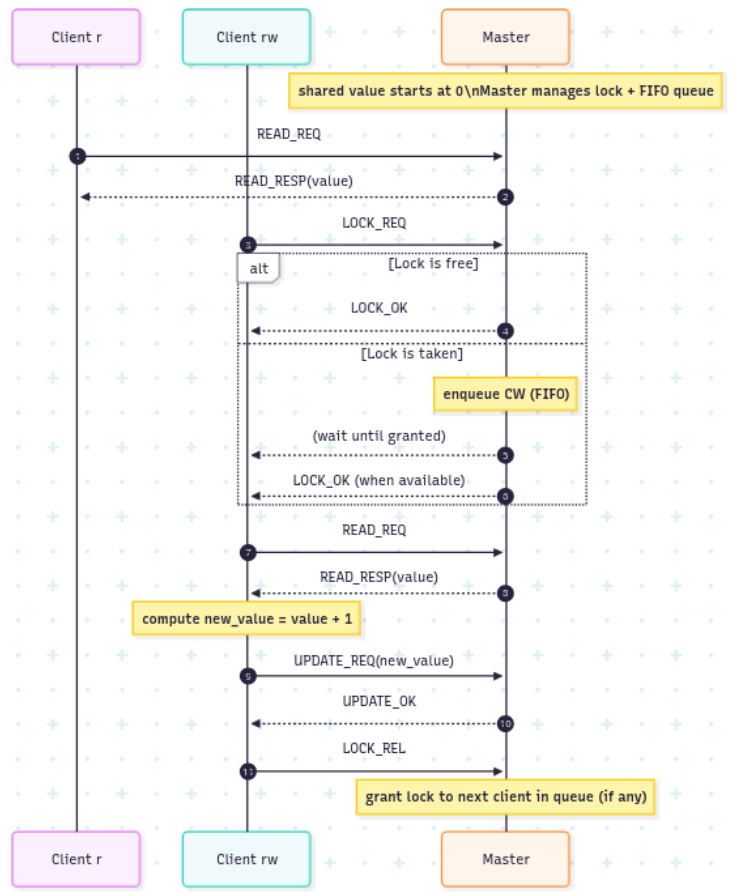 Client r
Client rw
Master
shared value starts at 0\nMaster manages lock + FIFO queue
READ_REQ
1
READ_RESP(value)
2
LOCK_REQ
3
alt
[Lock is free]
LOCK_OK
4
[Lock is taken]
enqueue CW (FIFO)
(wait until granted)
5
LOCK_OK (when available)
6
READ_REQ
7
READ_RESP(value)
8
compute new_value = value + 1
UPDATE_REQ(new_value)
9
UPDATE_OK
10
LOCK_REL
11
grant lock to next client in queue (if any)
Client r
Client rw
Master